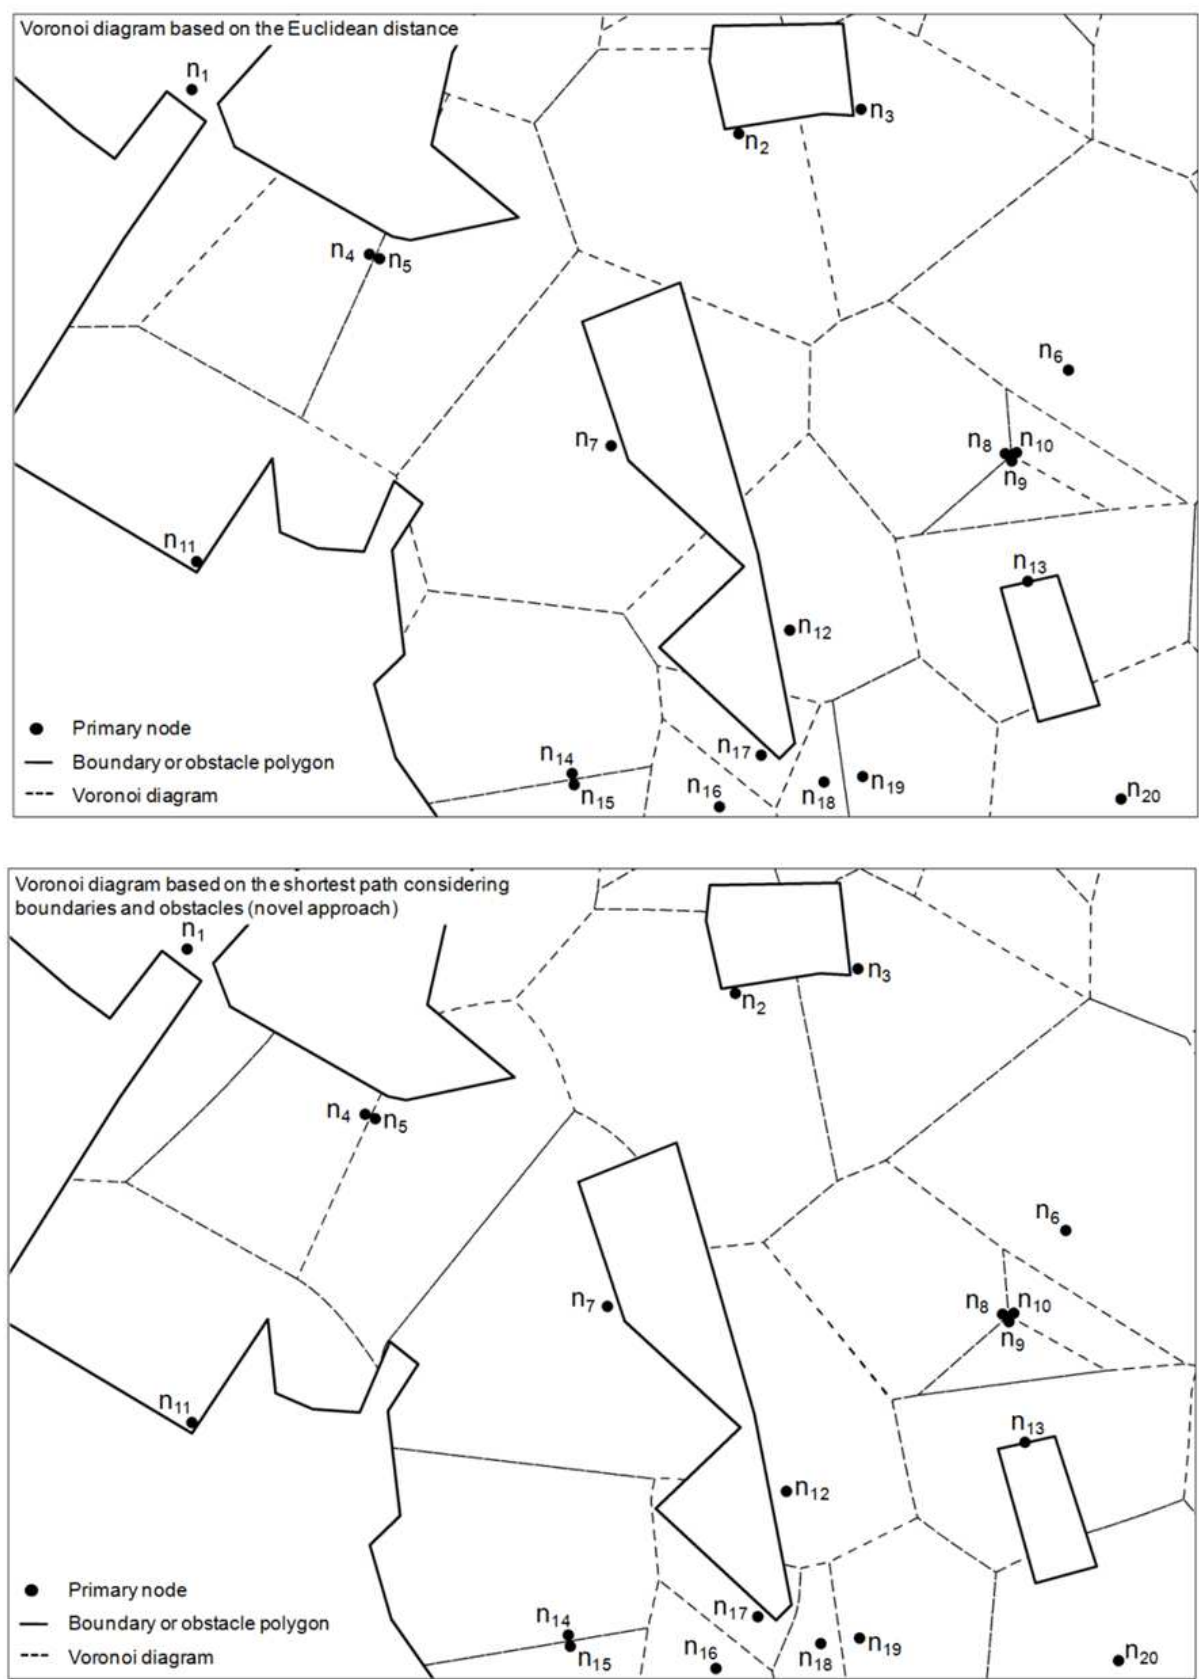 Voronoi diagram based on the Euclidean distance
n1
n3
n2
n4 n5
n6
n7
n8 n10
n9
n11
n13
n12
Primary node
n17
n14
Boundary or obstacle polygon
n16
n18
n19
n15
Voronoi diagram
n20
Voronoi diagram based on the shortest path considering
boundaries and obstacles (novel approach)
n1
n3
n2
n4 n5
n6
n7
n8 n10
n9
n11
n13
n12
Primary node
n17
n14
Boundary or obstacle polygon
n16
n18
n19
n15
Voronoi diagram
n20